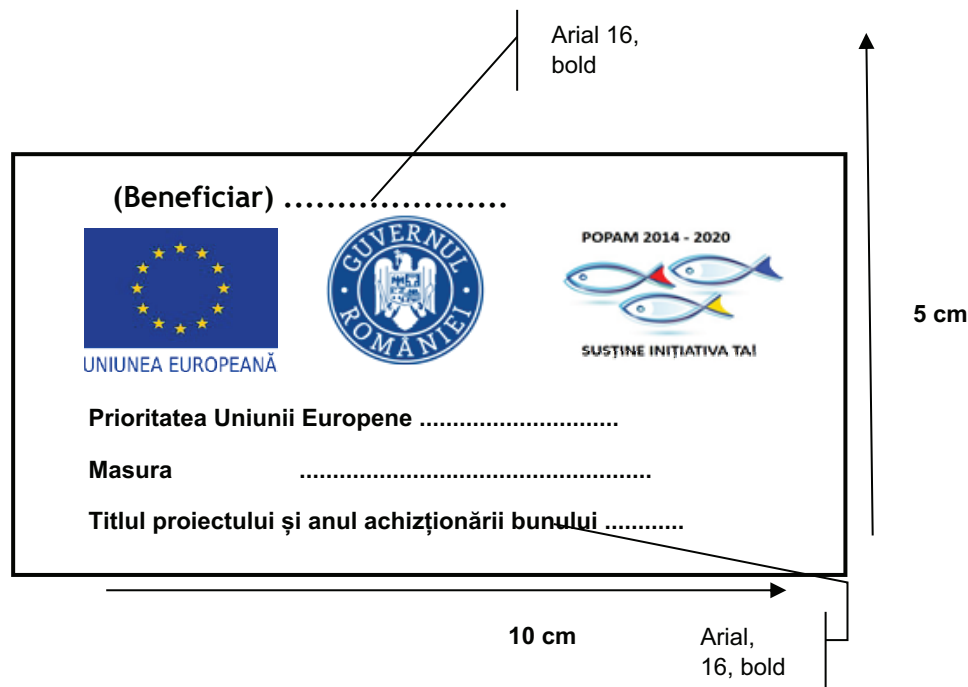 Arial 16,
bold
(Beneficiar) .....................
GUVERNUL
ROMÂNIEI
POPAM 2014 - 2020
UNIUNEA EUROPEANĂ
SUSȚINE INIȚIATIVA TA!
5 cm
Prioritatea Uniunii Europene ..............................
Masura .....................................................
Titlul proiectului și anul achizționării bunului ............
10 cm
Arial,
16, bold